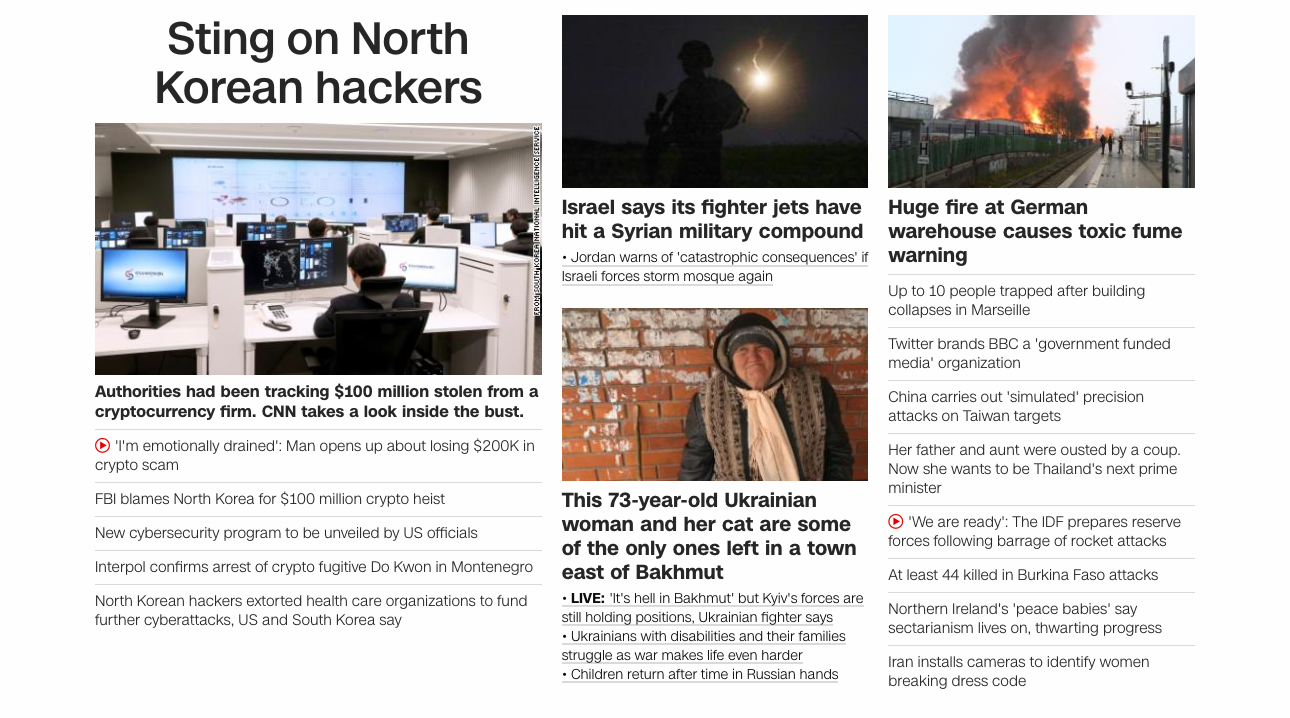 Sting on North
Korean hackers
FROM SOUTH KOREA NATIONAL INTELLIGENCE SERVICE
Authorities had been tracking $100 million stolen from a
cryptocurrency firm. CNN takes a look inside the bust.
'I'm emotionally drained': Man opens up about losing $200K in
crypto scam
FBI blames North Korea for $100 million crypto heist
New cybersecurity program to be unveiled by US officials
Interpol confirms arrest of crypto fugitive Do Kwon in Montenegro
North Korean hackers extorted health care organizations to fund
further cyberattacks, US and South Korea say
Israel says its fighter jets have
hit a Syrian military compound
• Jordan warns of 'catastrophic consequences' if
Israeli forces storm mosque again
This 73-year-old Ukrainian
woman and her cat are some
of the only ones left in a town
east of Bakhmut
• LIVE: 'It's hell in Bakhmut' but Kyiv's forces are
still holding positions, Ukrainian fighter says
• Ukrainians with disabilities and their families
struggle as war makes life even harder
• Children return after time in Russian hands
H
Huge fire at German
warehouse causes toxic fume
warning
Up to 10 people trapped after building
collapses in Marseille
Twitter brands BBC a 'government funded
media' organization
China carries out 'simulated' precision
attacks on Taiwan targets
Her father and aunt were ousted by a coup.
Now she wants to be Thailand's next prime
minister
'We are ready': The IDF prepares reserve
forces following barrage of rocket attacks
At least 44 killed in Burkina Faso attacks
Northern Ireland's 'peace babies' say
sectarianism lives on, thwarting progress
Iran installs cameras to identify women
breaking dress code